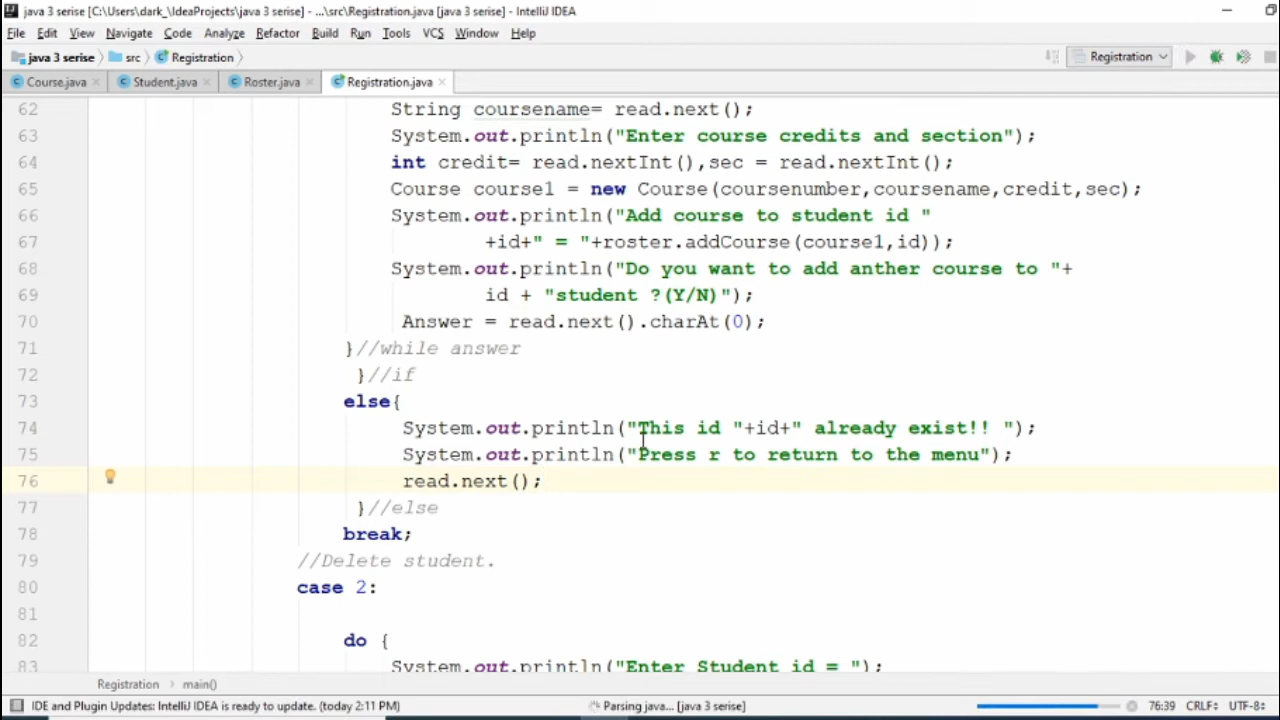 java 3 serise [C:\Users\dark_\IdeaProjects\java 3 serise] - ...\src\Registration.java [java 3 serise] - IntelliJ IDEA
File Edit View Navigate Code Analyze Refactor Build Run Tools VCS Window Help
java 3 serise src Registration Registration
Course.java Student.java Roster.java Registration.java
62 String coursename= read.next();
63 System.out.println("Enter course credits and section");
64 int credit= read.nextInt(),sec = read.nextInt();
65 Course course1 = new Course(coursenumber,coursename,credit,sec);
66 System.out.println("Add course to student id "
67 +id+" = "+roster.addCourse(course1,id));
68 System.out.println("Do you want to add anther course to "+
69 id + "student ?(Y/N)");
70 Answer = read.next().charAt(0);
71 }//while answer
72 }//if
73 else{
74 System.out.println("This id "+id+" already exist!! ");
75 System.out.println("Press r to return to the menu");
76 read.next();
77 }//else
78 break;
79 //Delete student.
80 case 2:
81
82 do {
83 System.out.println("Enter Student id = ");
Registration main()
IDE and Plugin Updates: IntelliJ IDEA is ready to update. (today 2:11 PM) Parsing java... [java 3 serise] 76:39 CRLF UTF-8